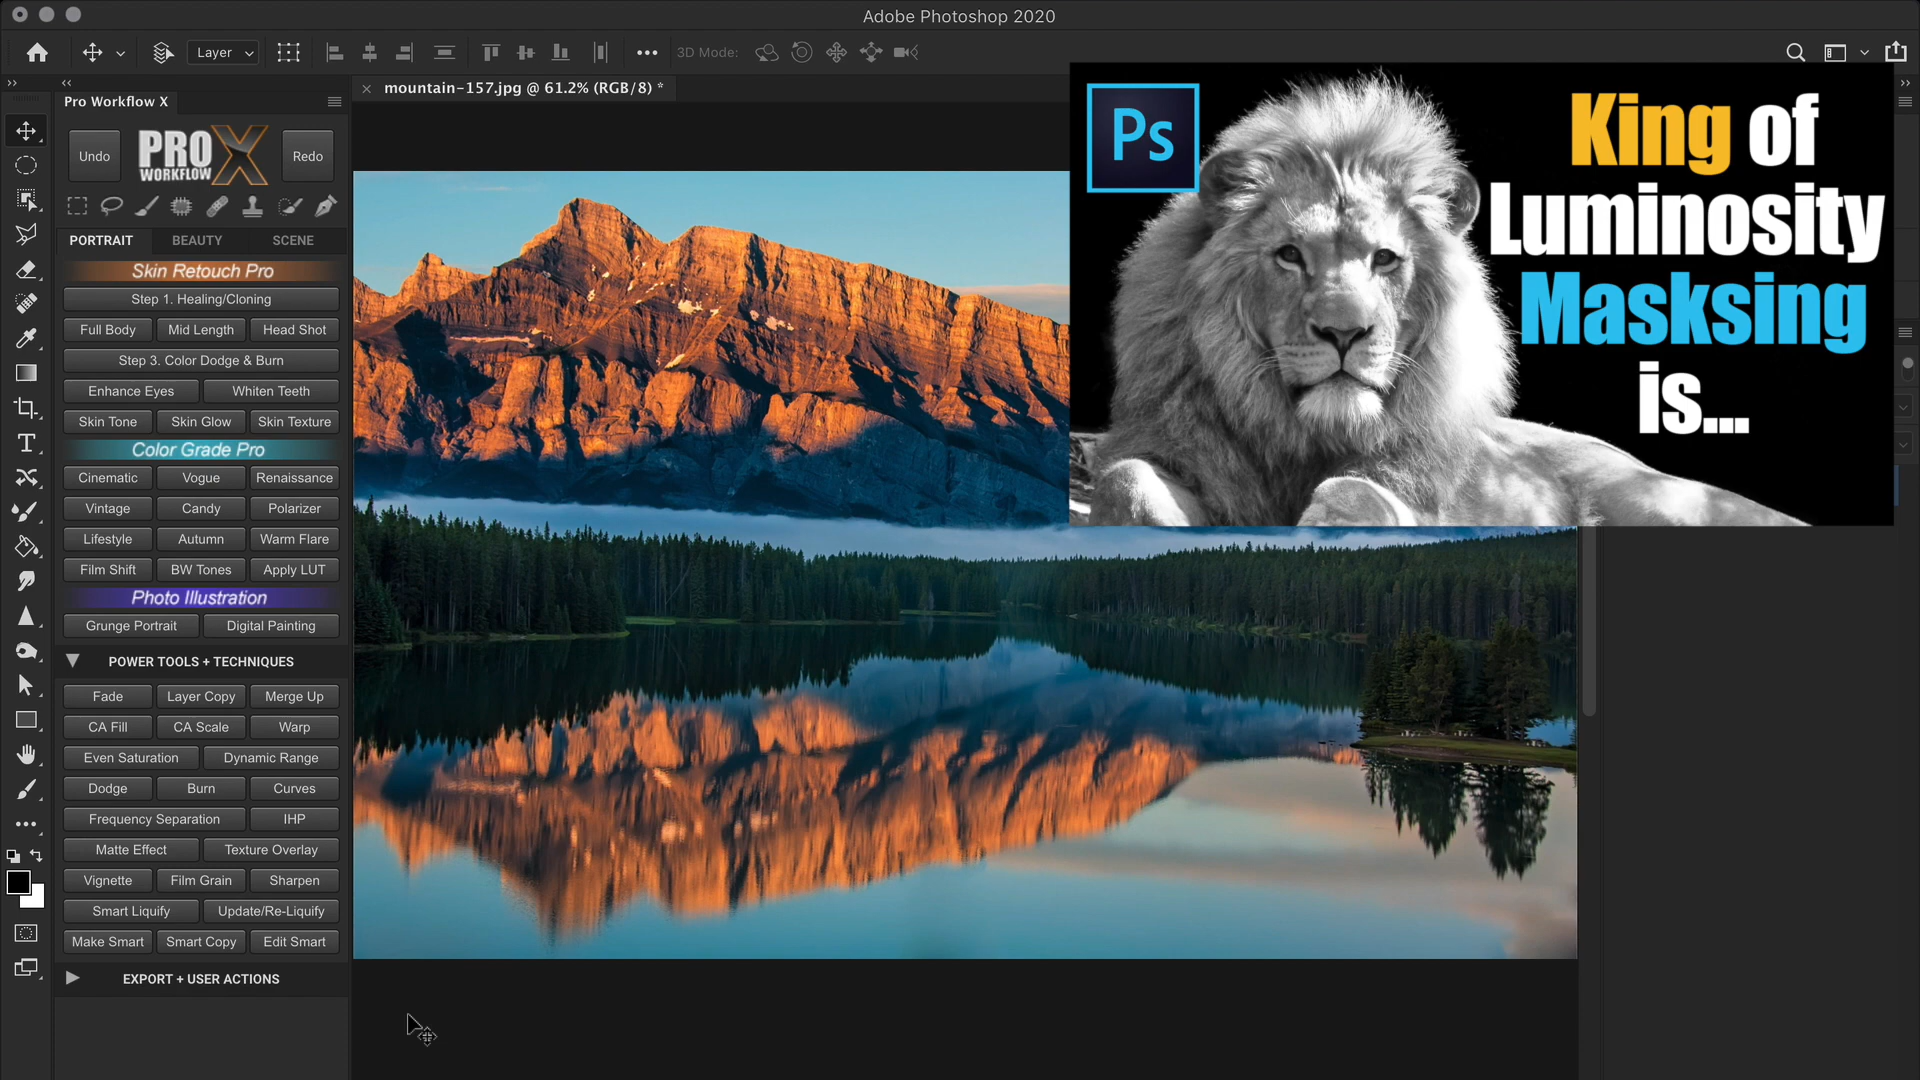 Adobe Photoshop 2020
Layer
3D Mode:
mountain-157.jpg @ 61.2% (RGB/8) *
Pro Workflow X
Undo
PRO X
WORKFLOW
Redo
PORTRAIT BEAUTY SCENE
Skin Retouch Pro
Step 1. Healing/Cloning
Full Body Mid Length Head Shot
Step 3. Color Dodge & Burn
Enhance Eyes Whiten Teeth
Skin Tone Skin Glow Skin Texture
Color Grade Pro
Cinematic Vogue Renaissance
Vintage Candy Polarizer
Lifestyle Autumn Warm Flare
Film Shift BW Tones Apply LUT
Photo Illustration
Grunge Portrait Digital Painting
POWER TOOLS + TECHNIQUES
Fade Layer Copy Merge Up
CA Fill CA Scale Warp
Even Saturation Dynamic Range
Dodge Burn Curves
Frequency Separation IHP
Matte Effect Texture Overlay
Vignette Film Grain Sharpen
Smart Liquify Update/Re-Liquify
Make Smart Smart Copy Edit Smart
EXPORT + USER ACTIONS
Ps
King of
Luminosity
Masksing
is...